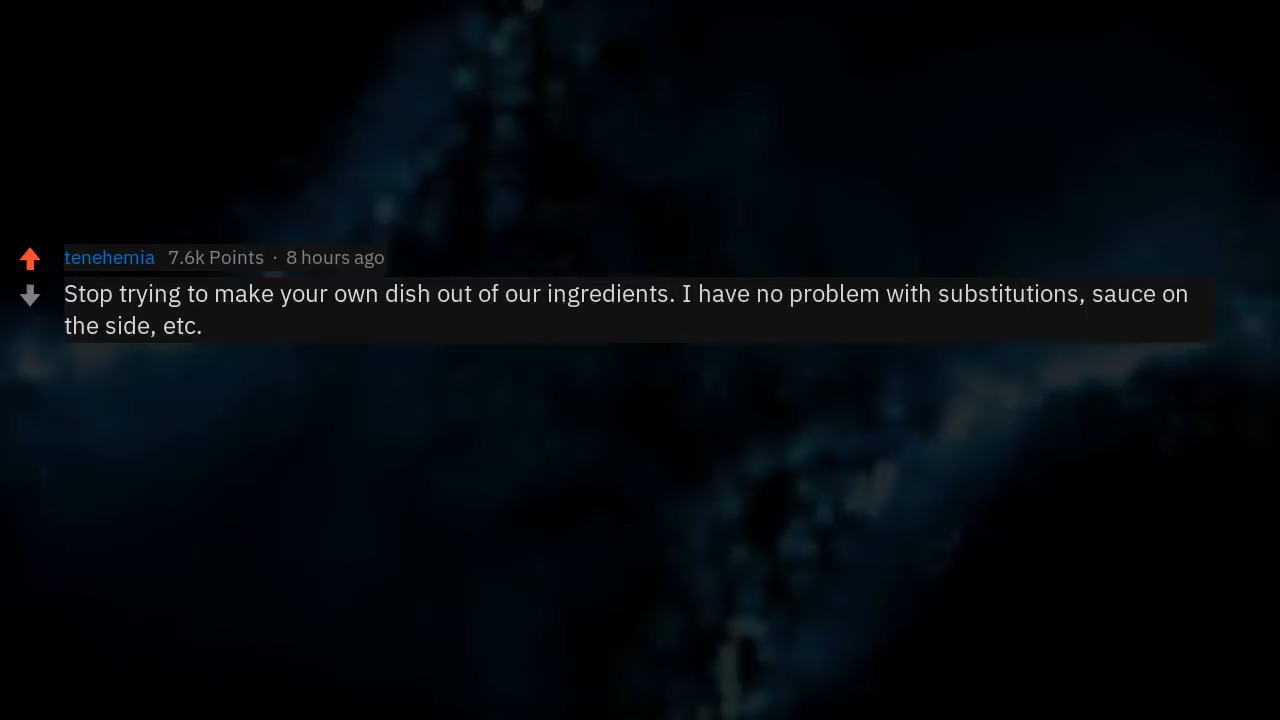 tenehemia 7.6k Points · 8 hours ago
Stop trying to make your own dish out of our ingredients. I have no problem with substitutions, sauce on
the side, etc.